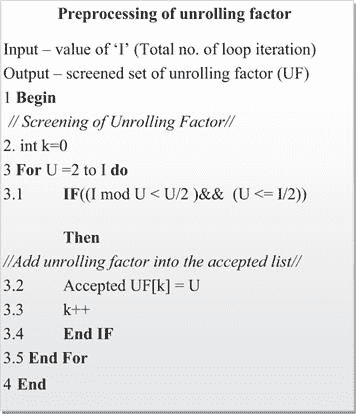 Preprocessing of unrolling factor
Input – value of ‘I’ (Total no. of loop iteration)
Output – screened set of unrolling factor (UF)
1 Begin
// Screening of Unrolling Factor//
2. int k=0
3 For U =2 to I do
3.1 IF((I mod U < U/2 )&& (U <= I/2))
Then
//Add unrolling factor into the accepted list//
3.2 Accepted UF[k] = U
3.3 k++
3.4 End IF
3.5 End For
4 End